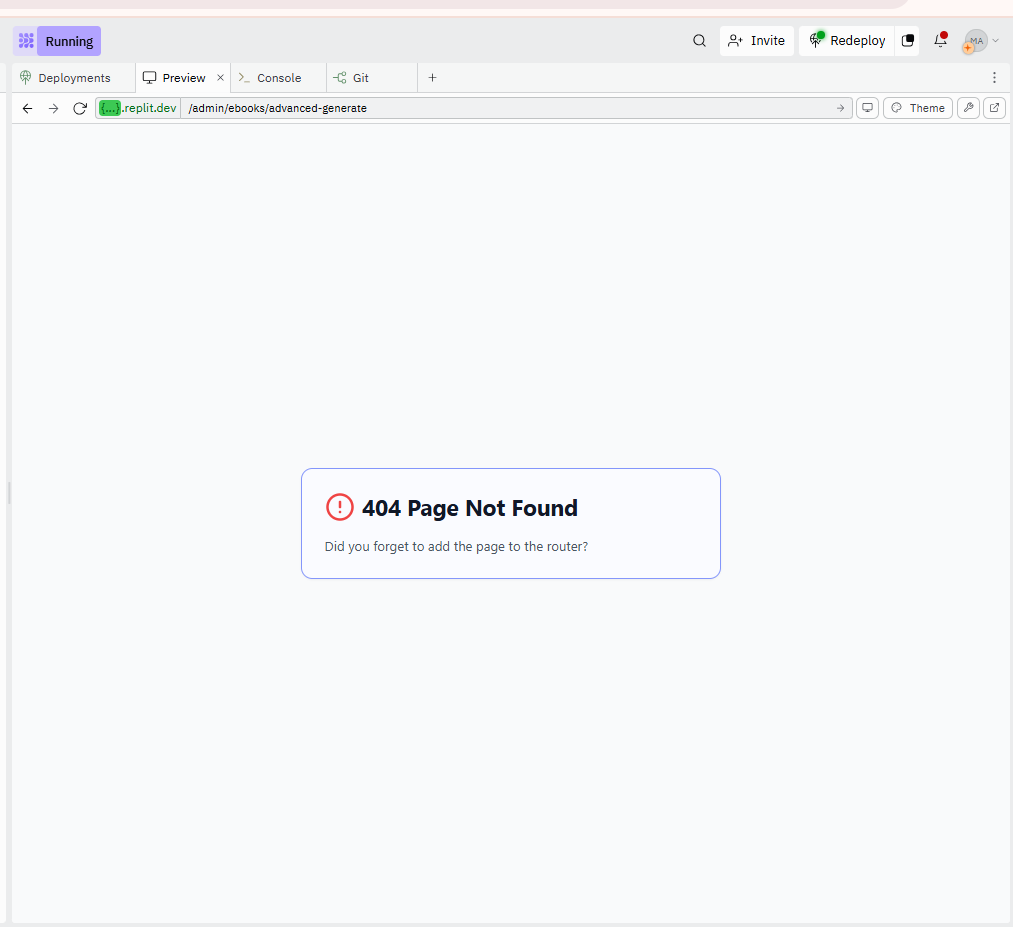 Running
Invite
Redeploy
MA
Deployments
Preview
Console
Git
{...}.replit.dev
/admin/ebooks/advanced-generate
Theme
404 Page Not Found
Did you forget to add the page to the router?